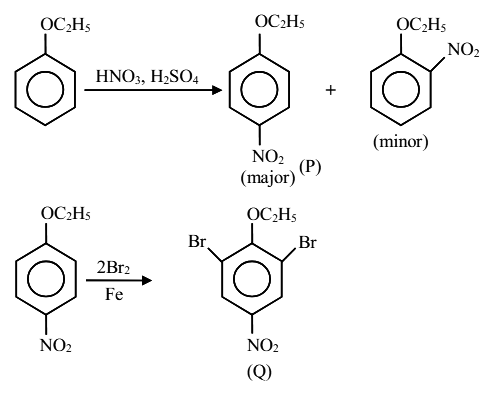 OC₂H₅
OC₂H₅
OC₂H₅
NO₂
HNO₃, H₂SO₄
+
NO₂
(major) (P)
(minor)
OC₂H₅
OC₂H₅
Br
Br
2Br₂
Fe
NO₂
NO₂
(Q)